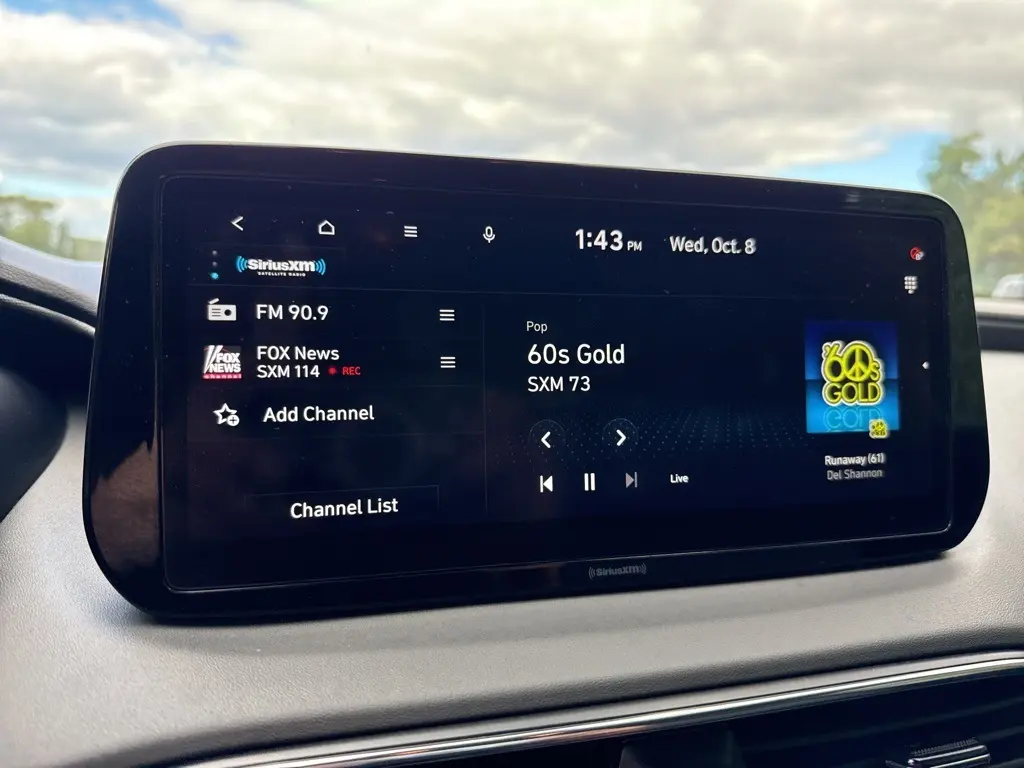 1:43 PM Wed, Oct. 8
SiriusXM
SATELLITE RADIO
FM 90.9
FOX
NEWS
channel
FOX News
SXM 114 REC
Add Channel
Channel List
Pop
60s Gold
SXM 73
Live
'60s
GOLD
Runaway (61)
Del Shannon
SiriusXM